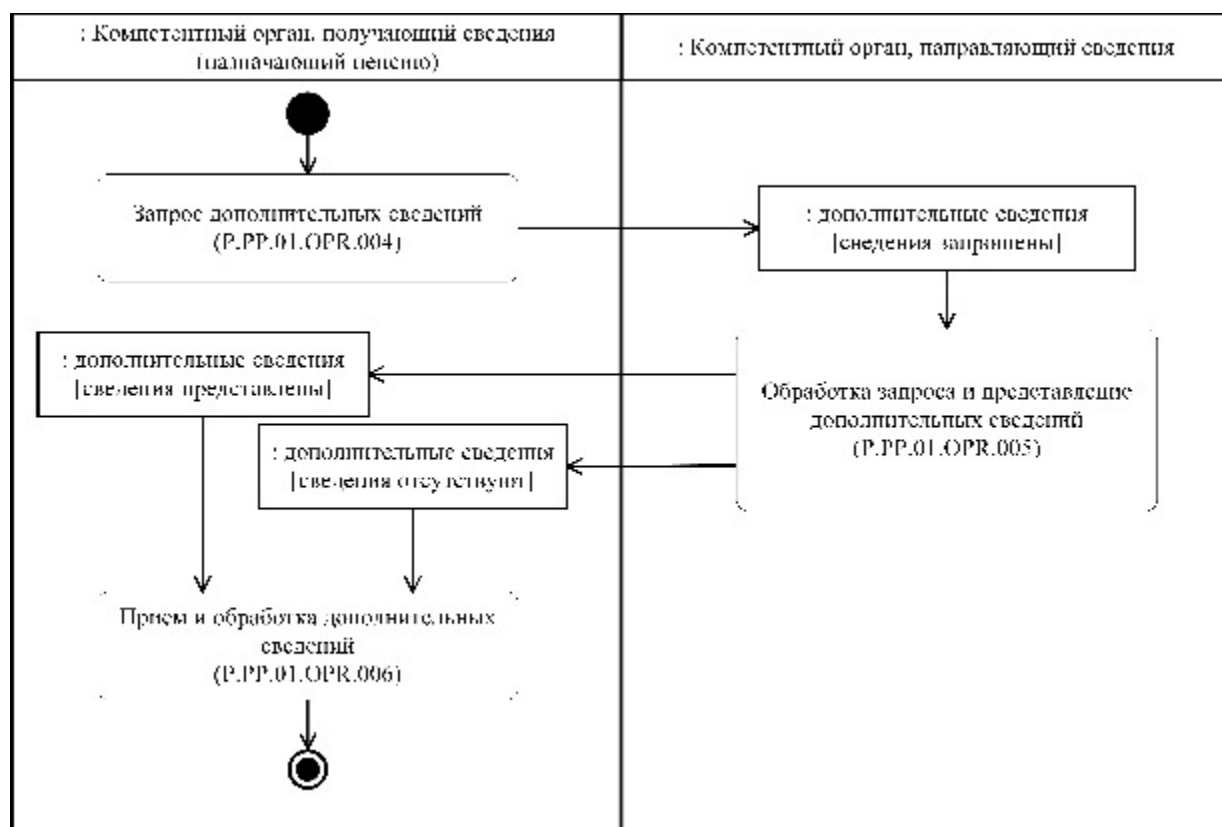 : Компетентный орган, получающий сведения
(назначающий пенсию)
: Компетентный орган, направляющий сведения
Запрос дополнительных сведений
(P.PP.01.OPR.004)
: дополнительные сведения
[сведения запрошены]
: дополнительные сведения
[сведения представлены]
Обработка запроса и представление
дополнительных сведений
(P.PP.01.OPR.005)
: дополнительные сведения
[сведения отсутствуют]
Прием и обработка дополнительных
сведений
(P.PP.01.OPR.006)